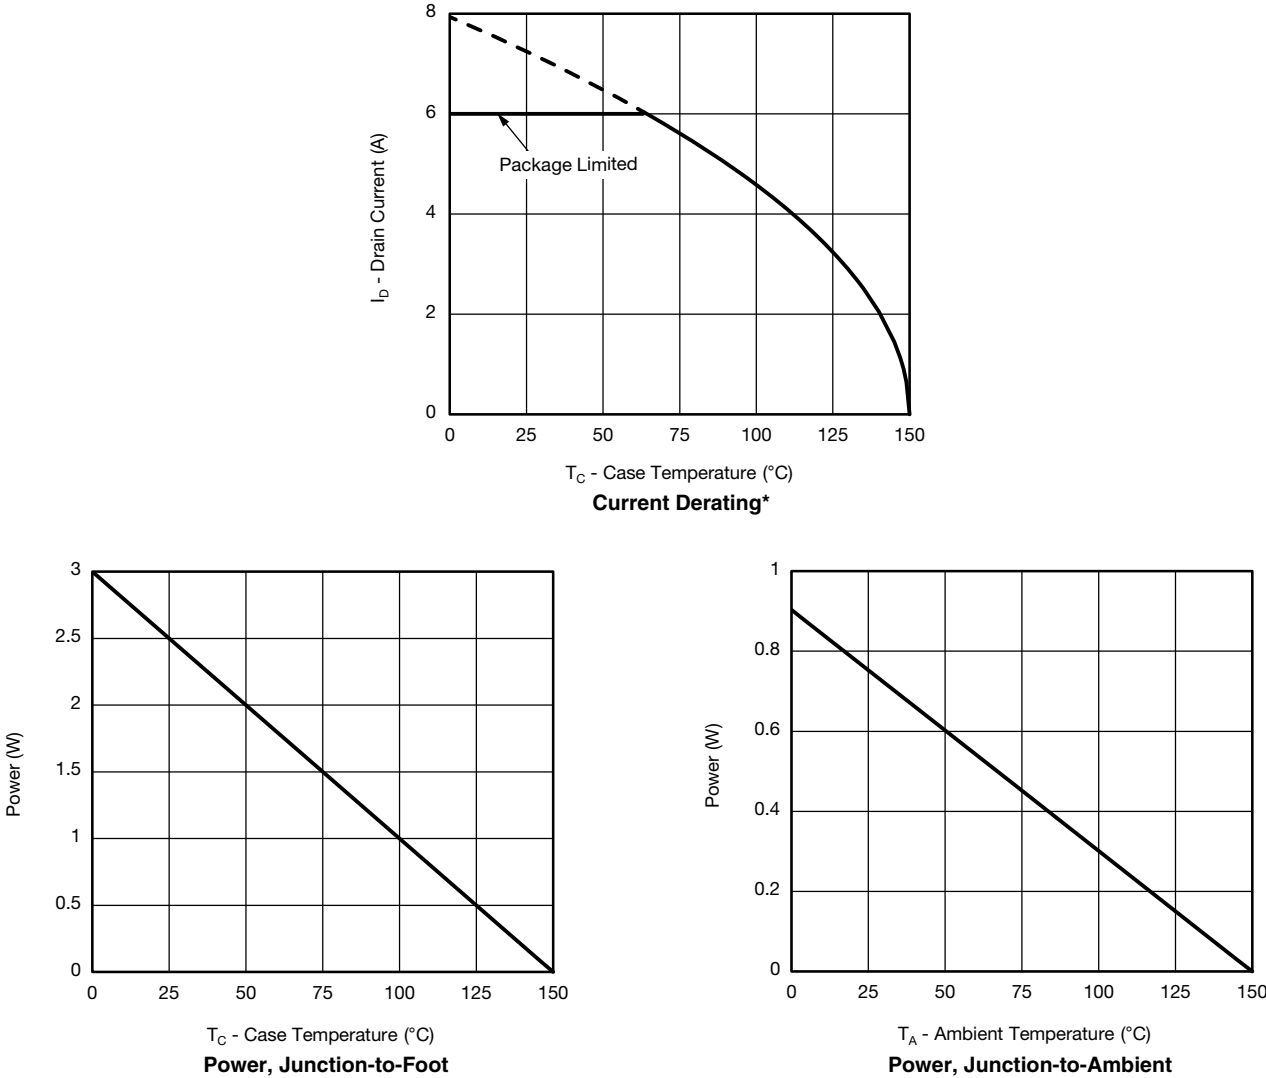 8
6
4
2
0
I_D - Drain Current (A)
Package Limited
0 25 50 75 100 125 150
T_C - Case Temperature (°C)
Current Derating*
3
2.5
2
1.5
1
0.5
0
Power (W)
0 25 50 75 100 125 150
T_C - Case Temperature (°C)
Power, Junction-to-Foot
1
0.8
0.6
0.4
0.2
0
Power (W)
0 25 50 75 100 125 150
T_A - Ambient Temperature (°C)
Power, Junction-to-Ambient